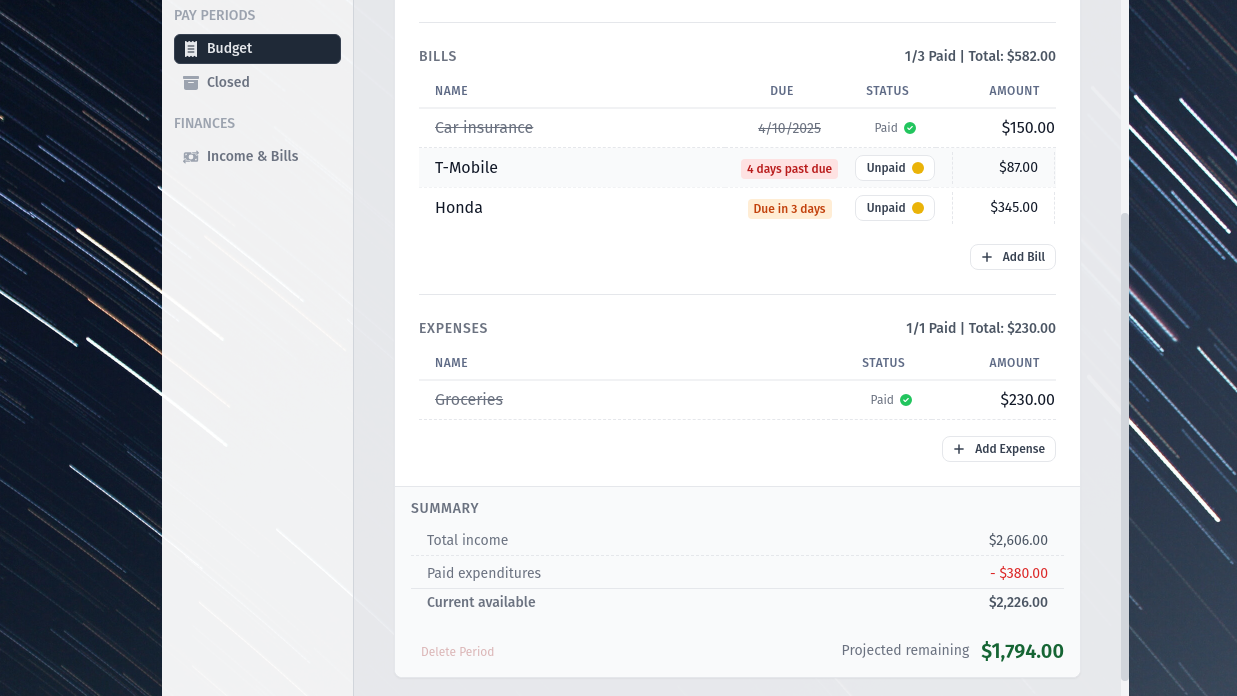 PAY PERIODS
Budget
Closed
FINANCES
Income & Bills
BILLS 1/3 Paid | Total: $582.00
NAME DUE STATUS AMOUNT
Car insurance 4/10/2025 Paid $150.00
T-Mobile 4 days past due Unpaid $87.00
Honda Due in 3 days Unpaid $345.00
+ Add Bill
EXPENSES 1/1 Paid | Total: $230.00
NAME STATUS AMOUNT
Groceries Paid $230.00
+ Add Expense
SUMMARY
Total income $2,606.00
Paid expenditures - $380.00
Current available $2,226.00
Delete Period Projected remaining $1,794.00